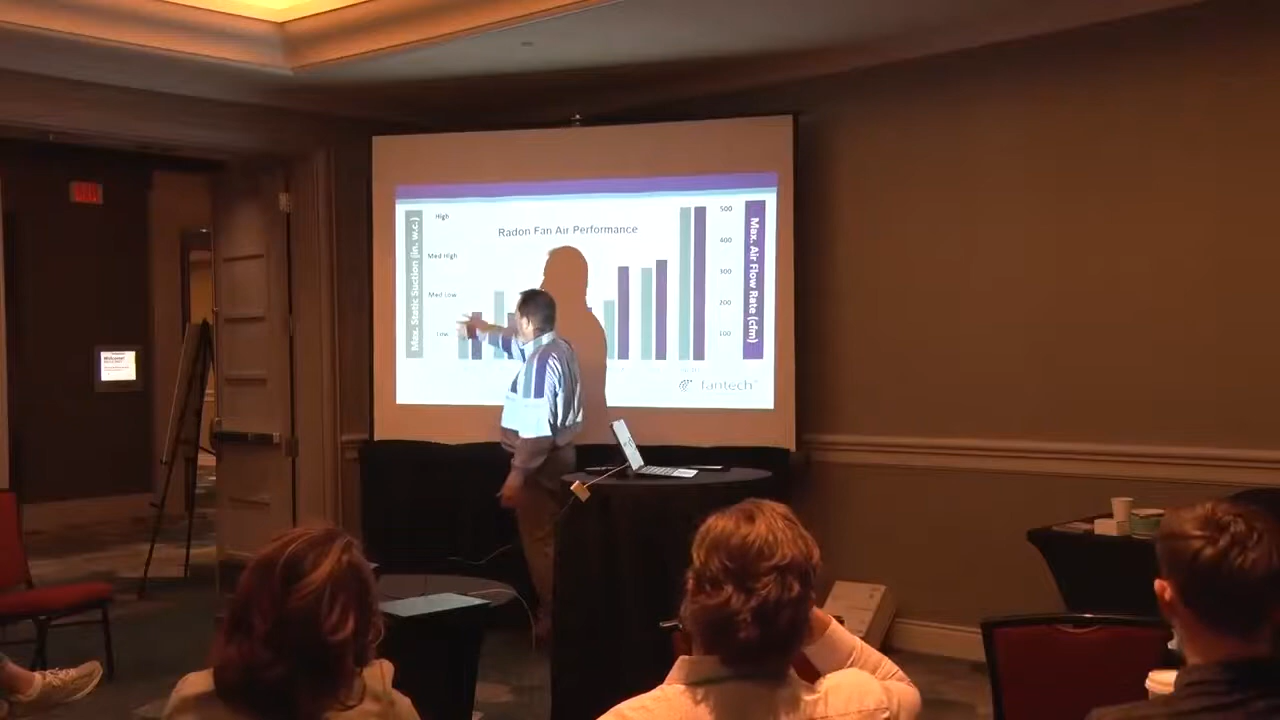 High
500
Radon Fan Air Performance
400
Med High
300
Med Low
200
Low
100
Max. Static Suction (in. w.c.)
Max. Air Flow Rate (cfm)
fantech
Welcome!